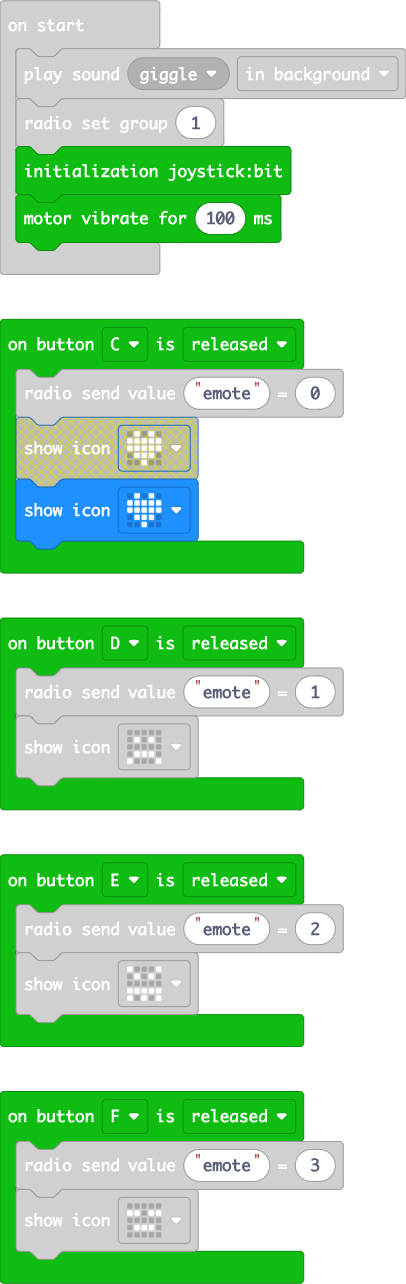 on start
play sound giggle in background
radio set group 1
initialization joystick:bit
motor vibrate for 100 ms
on button C is released
radio send value "emote" = 0
show icon
show icon
on button D is released
radio send value "emote" = 1
show icon
on button E is released
radio send value "emote" = 2
show icon
on button F is released
radio send value "emote" = 3
show icon